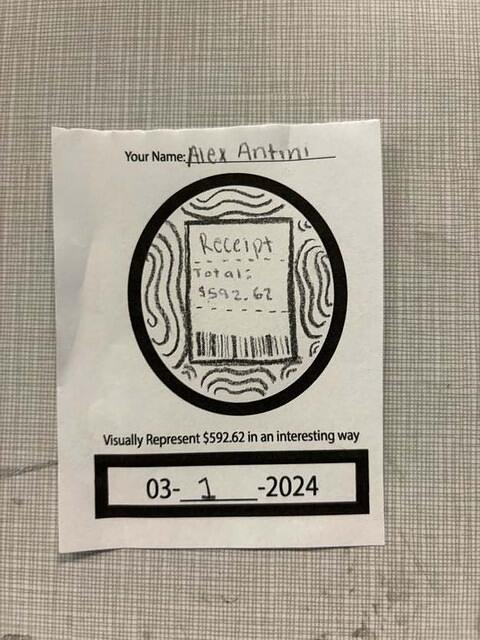 Your Name: Alex Antini
Receipt
Total:
$592.62
Visually Represent $592.62 in an interesting way
03- 1 -2024